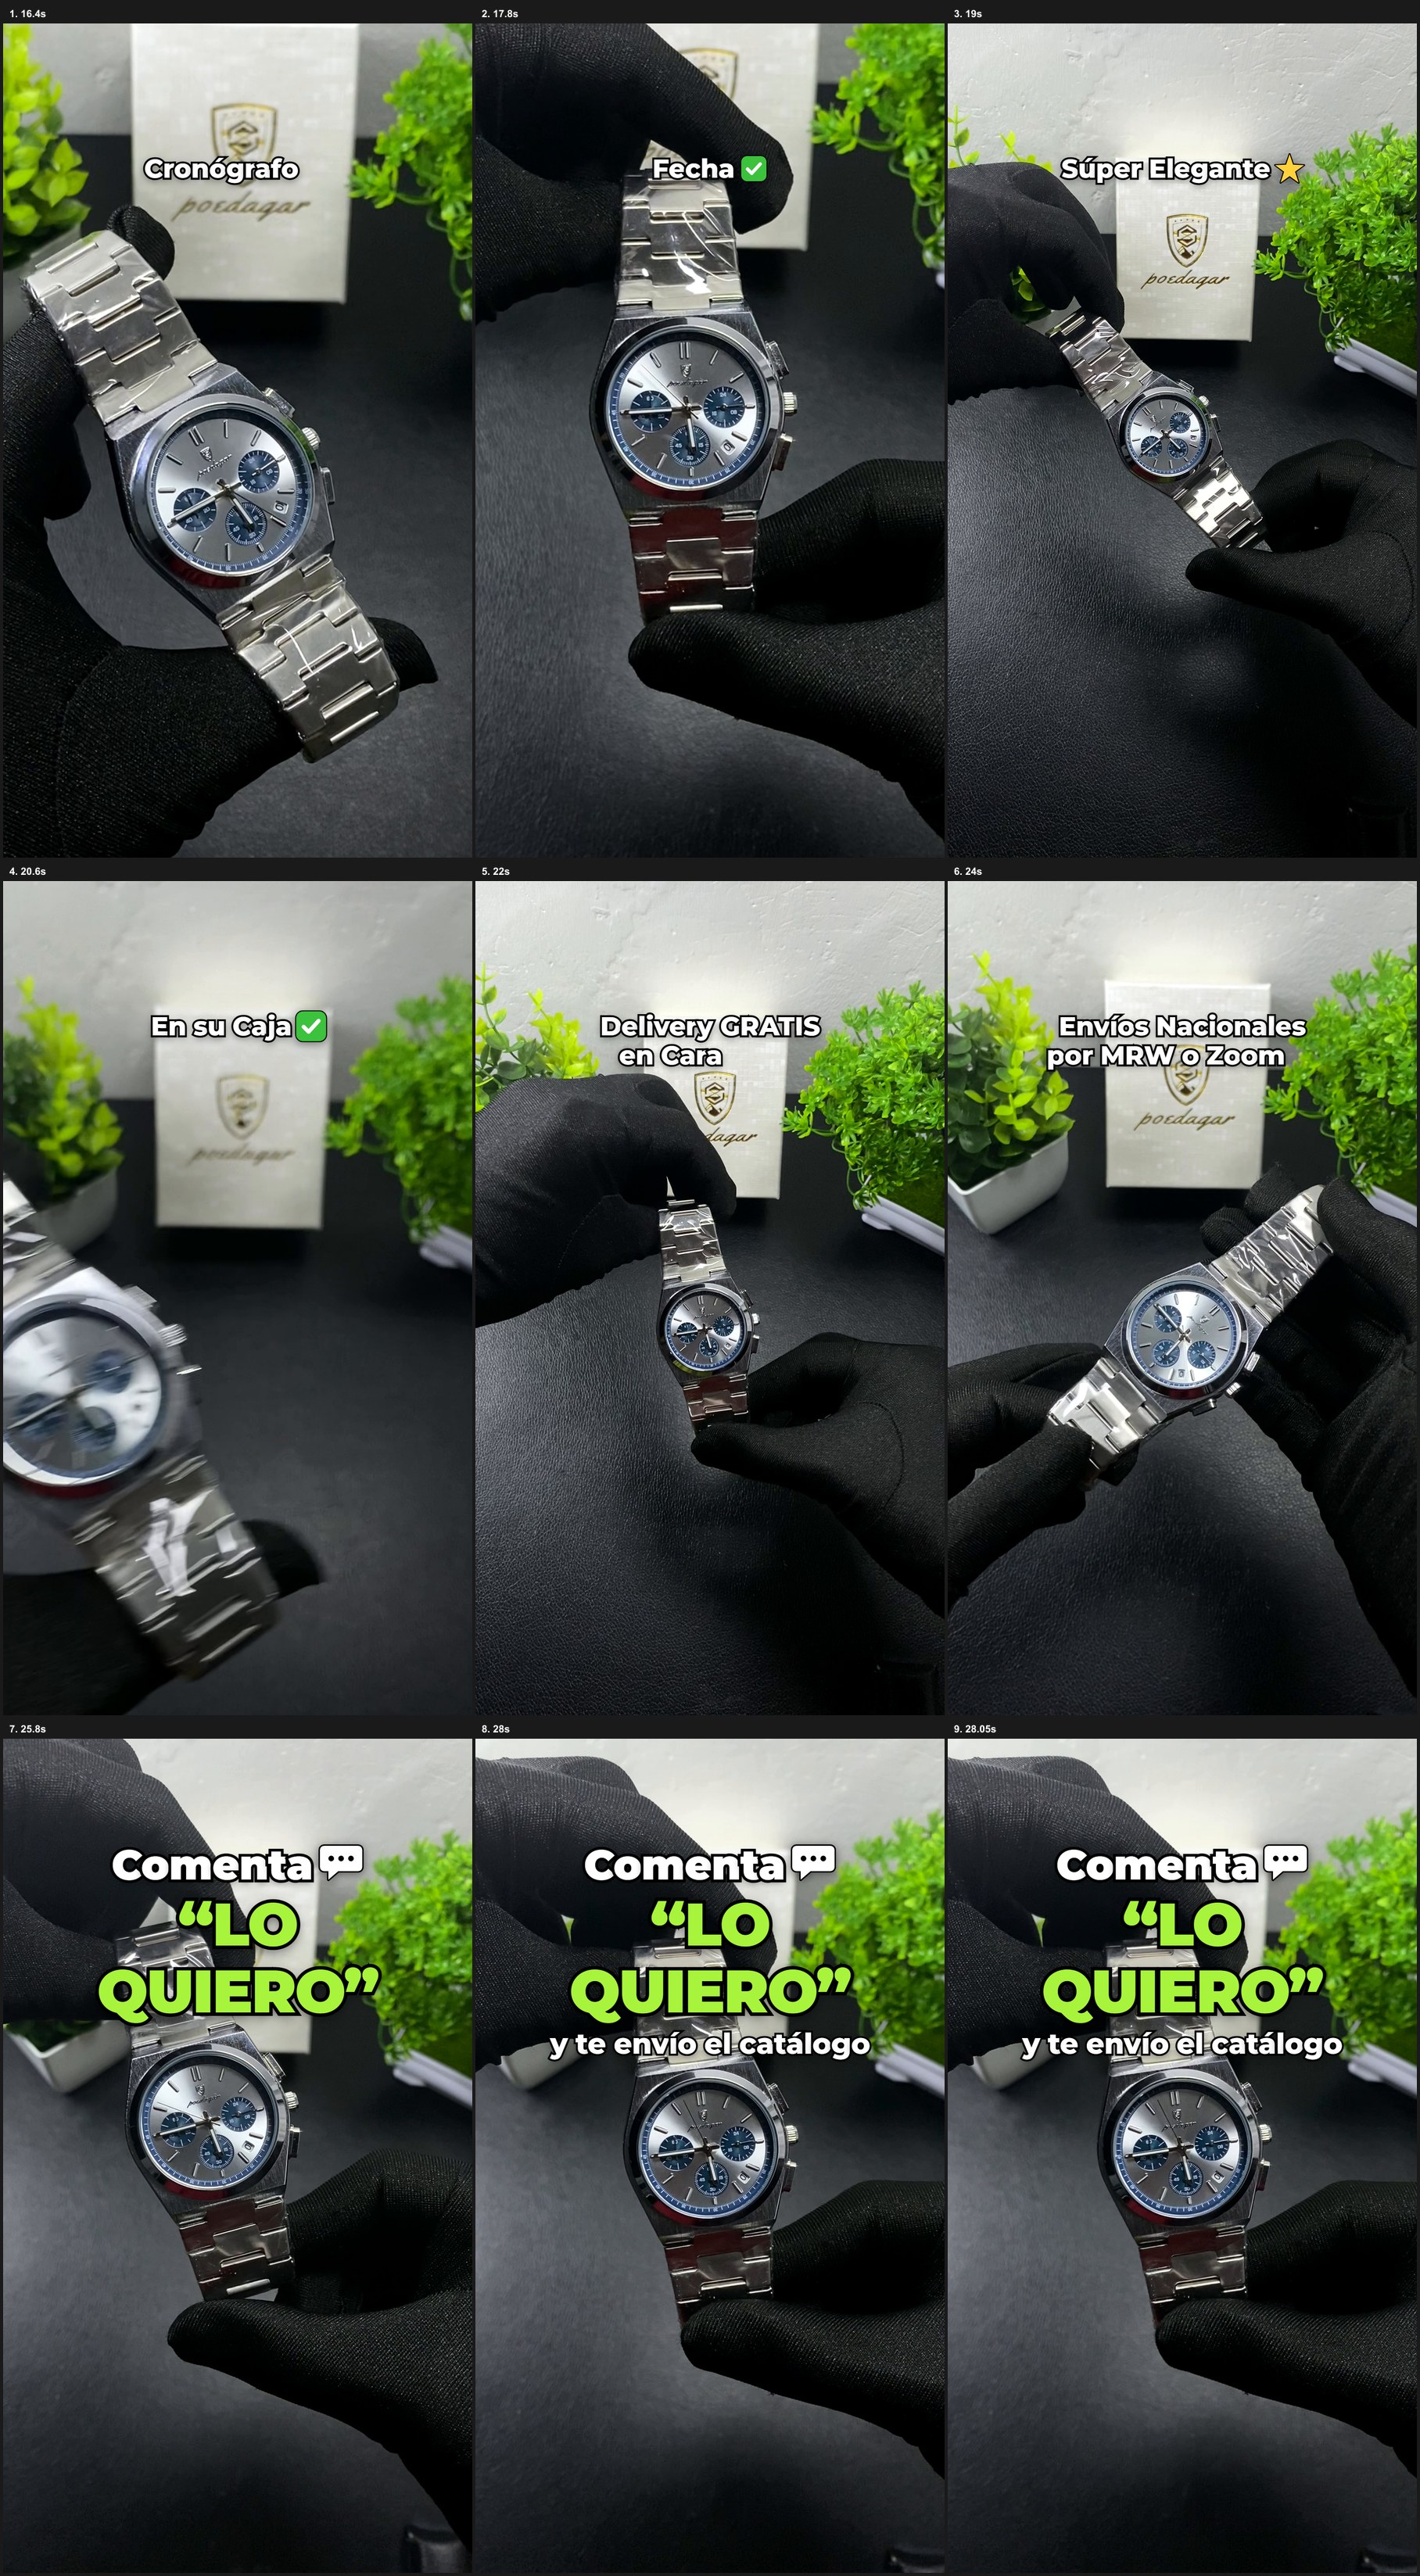 1. 16.4s
Cronógrafo
poedagar
2. 17.8s
Fecha ✅
poedagar
3. 19s
Súper Elegante ⭐
poedagar
4. 20.6s
En su Caja ✅
poedagar
5. 22s
Delivery GRATIS
en Cara
dagar
6. 24s
Envíos Nacionales
por MRW o Zoom
poedagar
7. 25.8s
Comenta 💬
“LO
QUIERO”
poedagar
8. 28s
Comenta 💬
“LO
QUIERO”
y te envío el catálogo
9. 28.05s
Comenta 💬
“LO
QUIERO”
y te envío el catálogo